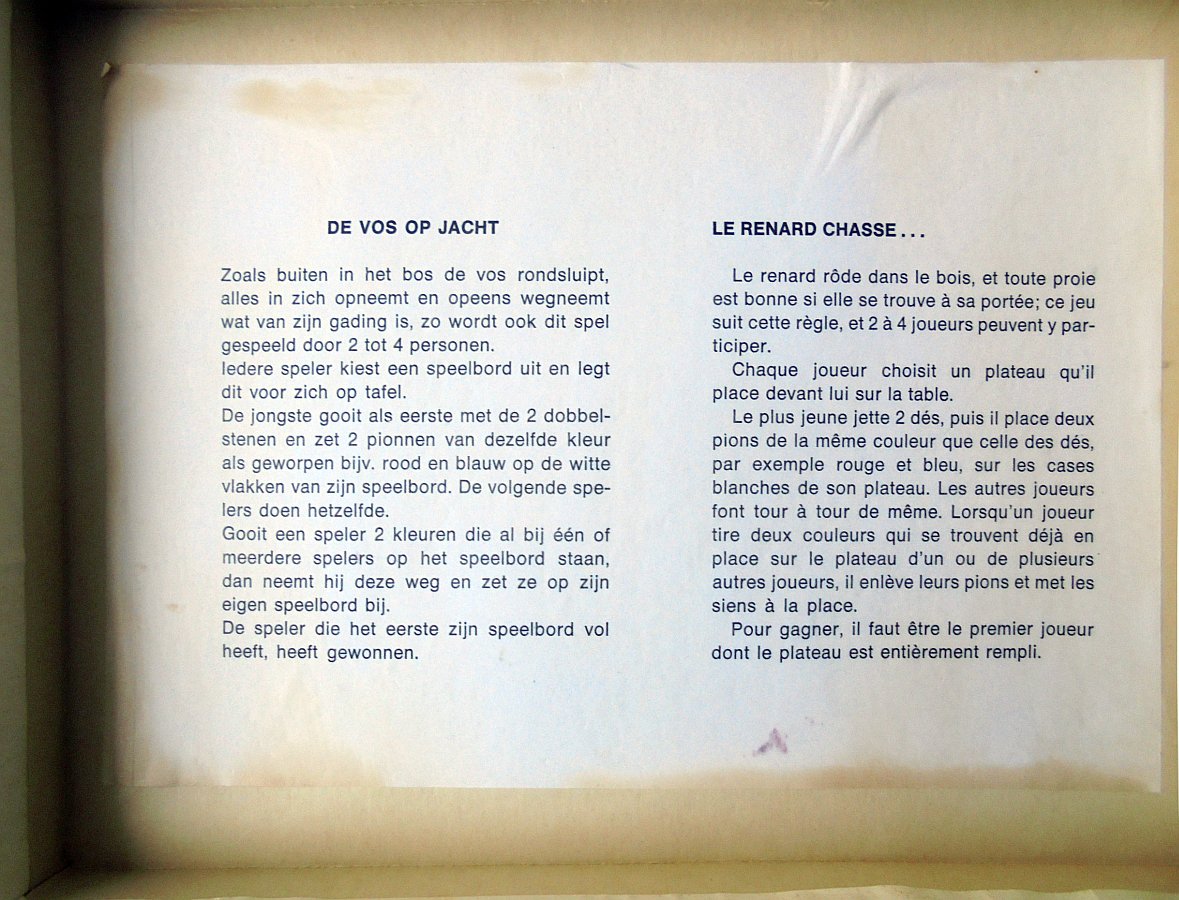 DE VOS OP JACHT
Zoals buiten in het bos de vos rondsluipt,
alles in zich opneemt en opeens wegneemt
wat van zijn gading is, zo wordt ook dit spel
gespeeld door 2 tot 4 personen.
Iedere speler kiest een speelbord uit en legt
dit voor zich op tafel.
De jongste gooit als eerste met de 2 dobbel-
stenen en zet 2 pionnen van dezelfde kleur
als geworpen bijv. rood en blauw op de witte
vlakken van zijn speelbord. De volgende spe-
lers doen hetzelfde.
Gooit een speler 2 kleuren die al bij één of
meerdere spelers op het speelbord staan,
dan neemt hij deze weg en zet ze op zijn
eigen speelbord bij.
De speler die het eerste zijn speelbord vol
heeft, heeft gewonnen.
LE RENARD CHASSE...
Le renard rôde dans le bois, et toute proie
est bonne si elle se trouve à sa portée; ce jeu
suit cette règle, et 2 à 4 joueurs peuvent y par-
ticiper.
Chaque joueur choisit un plateau qu'il
place devant lui sur la table.
Le plus jeune jette 2 dés, puis il place deux
pions de la même couleur que celle des dés,
par exemple rouge et bleu, sur les cases
blanches de son plateau. Les autres joueurs
font tour à tour de même. Lorsqu'un joueur
tire deux couleurs qui se trouvent déjà en
place sur le plateau d'un ou de plusieurs
autres joueurs, il enlève leurs pions et met les
siens à la place.
Pour gagner, il faut être le premier joueur
dont le plateau est entièrement rempli.